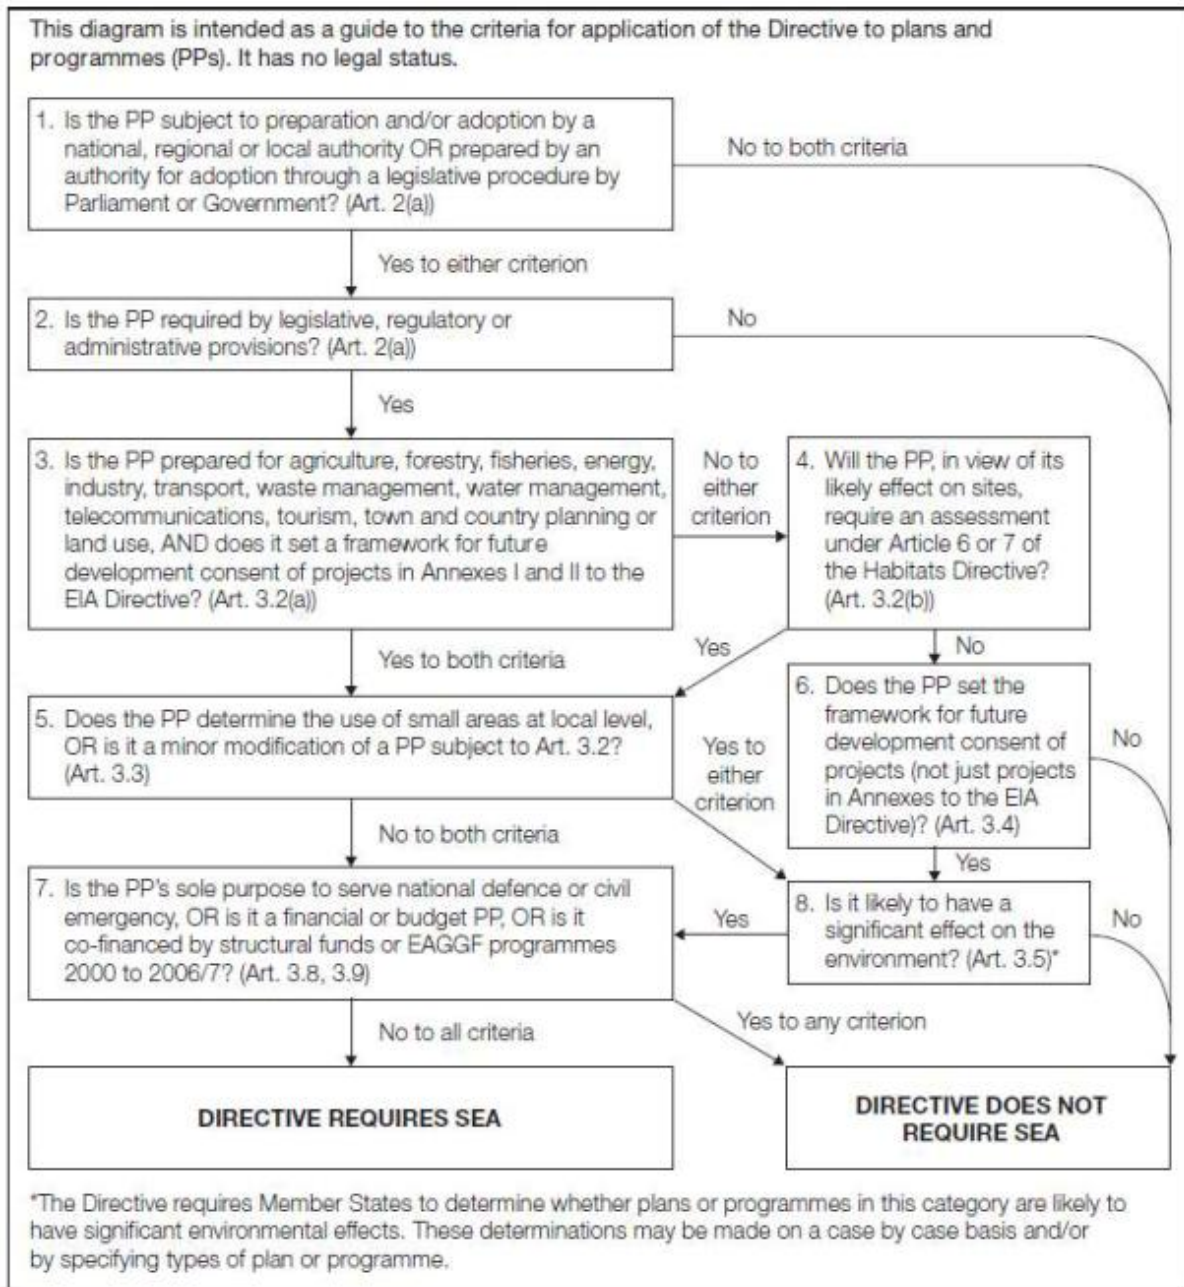 This diagram is intended as a guide to the criteria for application of the Directive to plans and
programmes (PPs). It has no legal status.
1. Is the PP subject to preparation and/or adoption by a
national, regional or local authority OR prepared by an
authority for adoption through a legislative procedure by
Parliament or Government? (Art. 2(a))
No to both criteria
Yes to either criterion
2. Is the PP required by legislative, regulatory or
administrative provisions? (Art. 2(a))
No
Yes
3. Is the PP prepared for agriculture, forestry, fisheries, energy,
industry, transport, waste management, water management,
telecommunications, tourism, town and country planning or
land use, AND does it set a framework for future
development consent of projects in Annexes I and II to the
EIA Directive? (Art. 3.2(a))
No to
either
criterion
4. Will the PP, in view of its
likely effect on sites,
require an assessment
under Article 6 or 7 of
the Habitats Directive?
(Art. 3.2(b))
Yes to both criteria
Yes
No
5. Does the PP determine the use of small areas at local level,
OR is it a minor modification of a PP subject to Art. 3.2?
(Art. 3.3)
Yes to
either
criterion
6. Does the PP set the
framework for future
development consent of
projects (not just projects
in Annexes to the EIA
Directive)? (Art. 3.4)
No
No to both criteria
Yes
7. Is the PP's sole purpose to serve national defence or civil
emergency, OR is it a financial or budget PP, OR is it
co-financed by structural funds or EAGGF programmes
2000 to 2006/7? (Art. 3.8, 3.9)
Yes
8. Is it likely to have a
significant effect on the
environment? (Art. 3.5)*
No
No to all criteria
Yes to any criterion
DIRECTIVE REQUIRES SEA
DIRECTIVE DOES NOT
REQUIRE SEA
*The Directive requires Member States to determine whether plans or programmes in this category are likely to
have significant environmental effects. These determinations may be made on a case by case basis and/or
by specifying types of plan or programme.